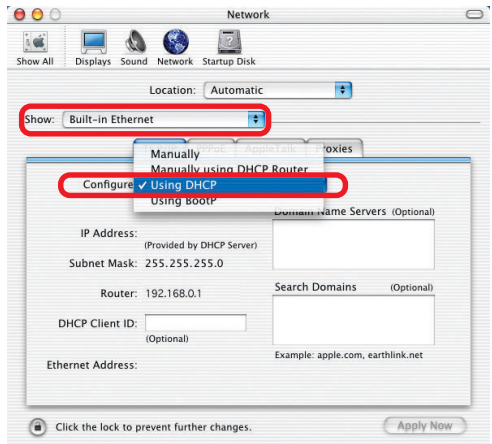 Network
Show All Displays Sound Network Startup Disk
Location: Automatic
Show: Built-in Ethernet
PPPoE AppleTalk Proxies
Manually
Manually using DHCP Router
Configure ✓ Using DHCP
Using BootP
Domain Name Servers (Optional)
IP Address:
(Provided by DHCP Server)
Subnet Mask: 255.255.255.0
Router: 192.168.0.1
Search Domains (Optional)
DHCP Client ID:
(Optional)
Example: apple.com, earthlink.net
Ethernet Address:
Click the lock to prevent further changes.
Apply Now